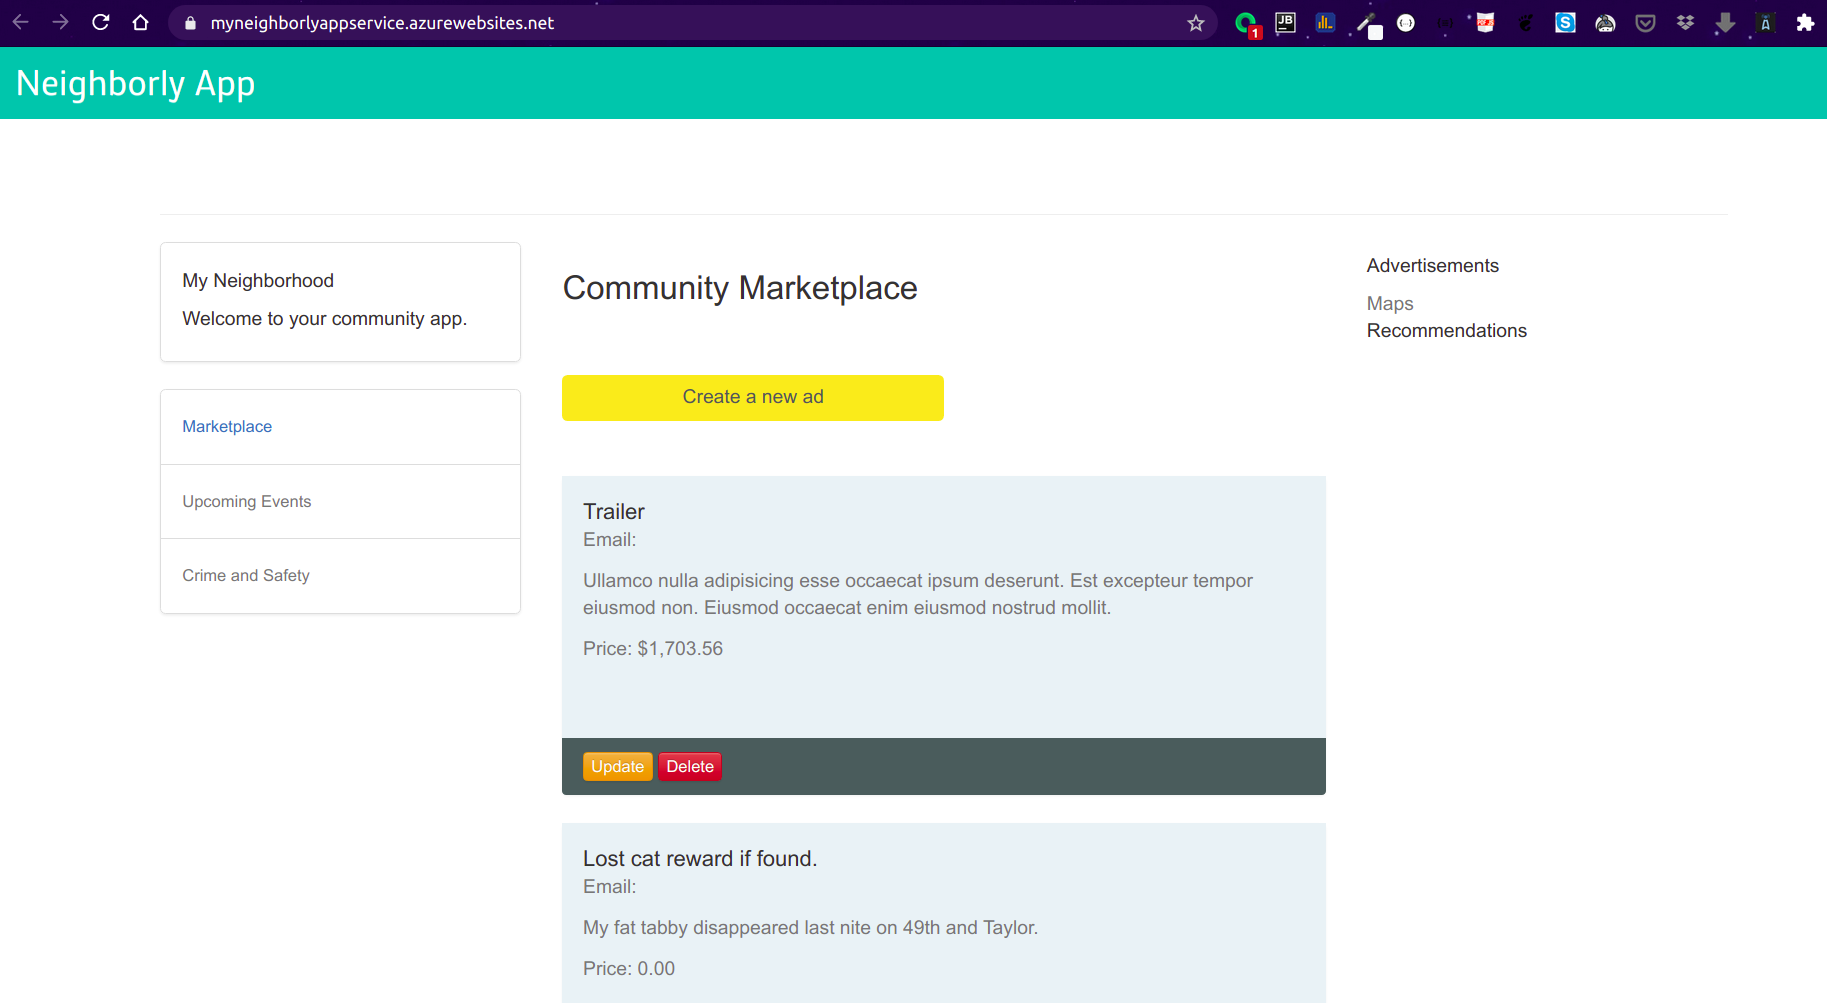 myneighborlyappservice.azurewebsites.net
1
JB
S
Neighborly App
My Neighborhood
Welcome to your community app.
Marketplace
Upcoming Events
Crime and Safety
Community Marketplace
Create a new ad
Trailer
Email:
Ullamco nulla adipisicing esse occaecat ipsum deserunt. Est excepteur tempor
eiusmod non. Eiusmod occaecat enim eiusmod nostrud mollit.
Price: $1,703.56
Update Delete
Lost cat reward if found.
Email:
My fat tabby disappeared last nite on 49th and Taylor.
Price: 0.00
Advertisements
Maps
Recommendations